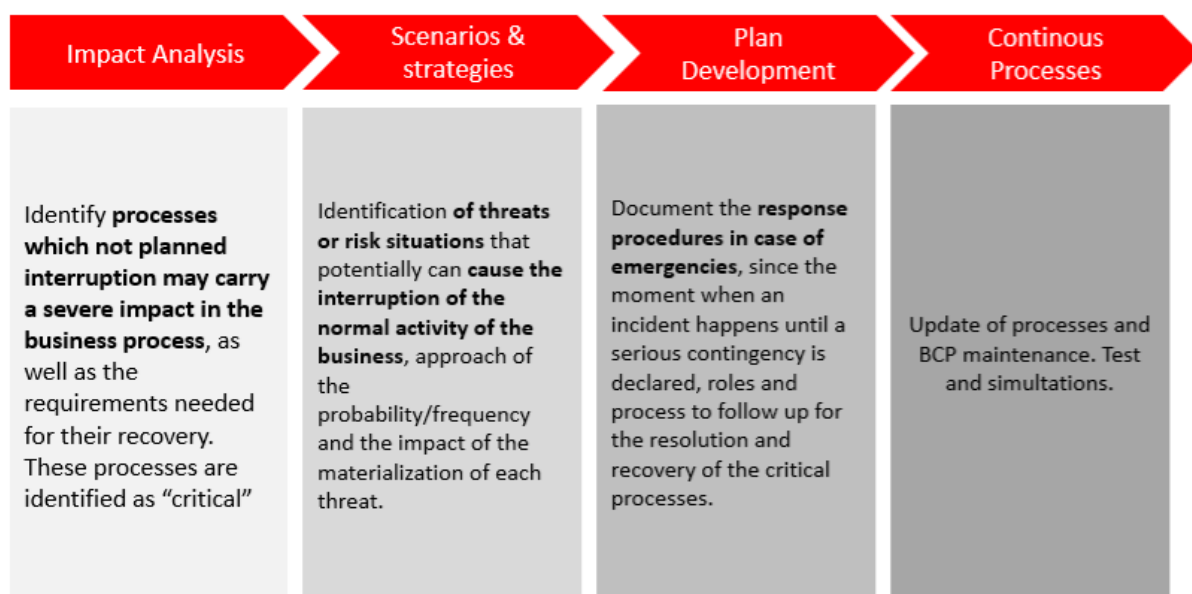 Impact Analysis
Scenarios &
strategies
Plan
Development
Continous
Processes
Identify processes
which not planned
interruption may carry
a severe impact in the
business process, as
well as the
requirements needed
for their recovery.
These processes are
identified as “critical”
Identification of threats
or risk situations that
potentially can cause the
interruption of the
normal activity of the
business, approach of
the
probability/frequency
and the impact of the
materialization of each
threat.
Document the response
procedures in case of
emergencies, since the
moment when an
incident happens until a
serious contingency is
declared, roles and
process to follow up for
the resolution and
recovery of the critical
processes.
Update of processes and
BCP maintenance. Test
and simultations.